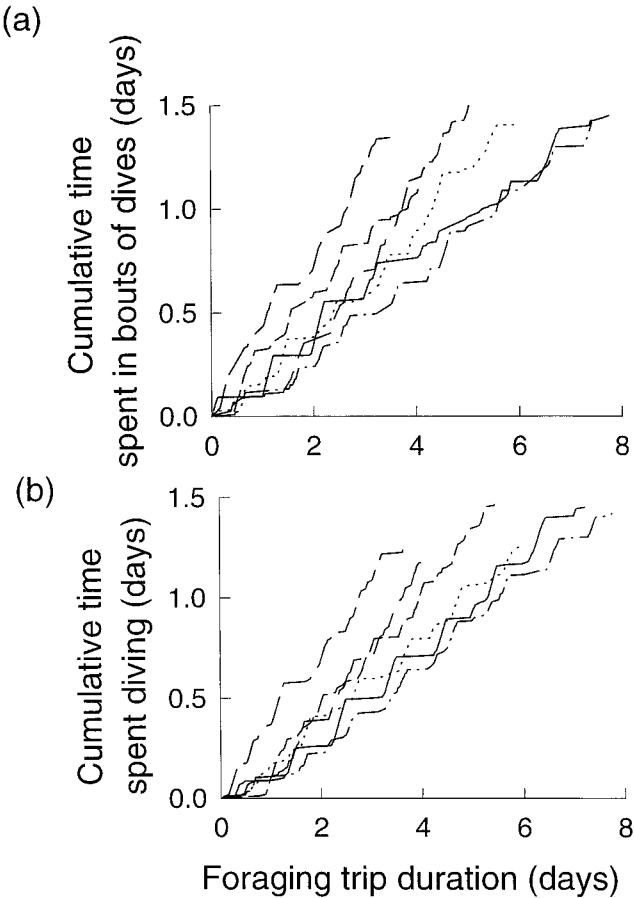 (a)
Cumulative time
spent in bouts of dives (days)
1.5
1.0
0.5
0.0
0 2 4 6 8
(b)
Cumulative time
spent diving (days)
1.5
1.0
0.5
0.0
0 2 4 6 8
Foraging trip duration (days)